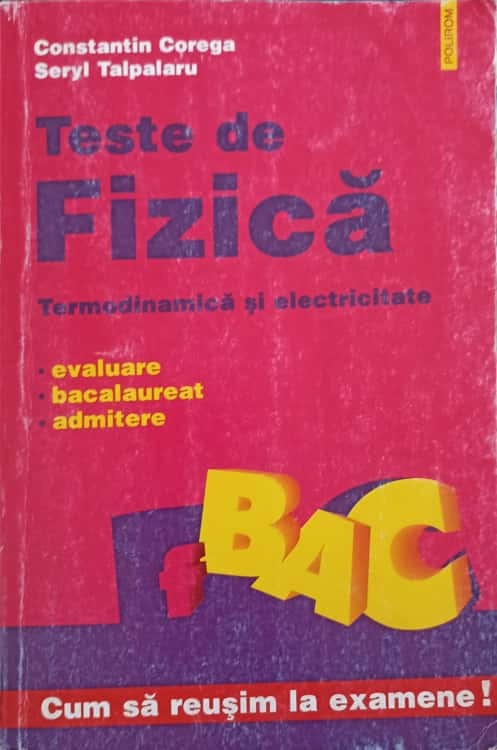 Constantin Corega
Seryl Talpalaru
POLIROM
Teste de
Fizică
Termodinamică și electricitate
• evaluare
• bacalaureat
• admitere
f
BAC
Cum să reușim la examene!